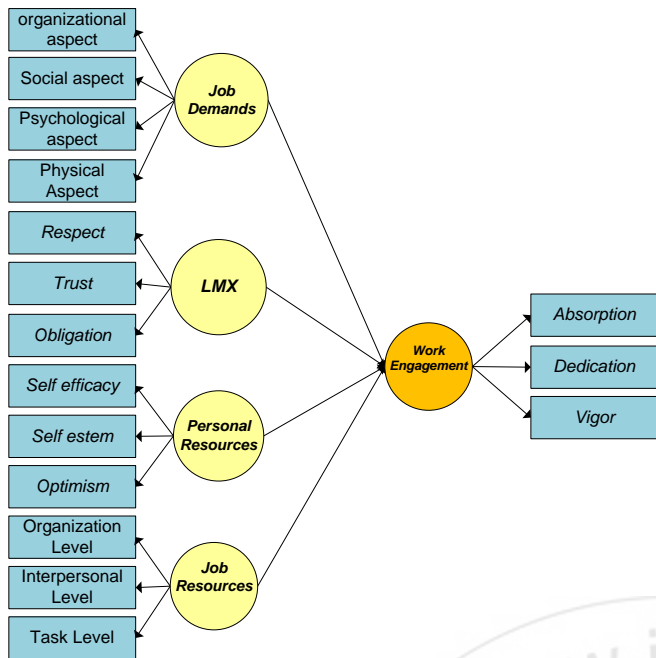 organizational
aspect
Social aspect
Psychological
aspect
Physical
Aspect
Job
Demands
Respect
Trust
Obligation
LMX
Self efficacy
Self estem
Optimism
Personal
Resources
Organization
Level
Interpersonal
Level
Task Level
Job
Resources
Work
Engagement
Absorption
Dedication
Vigor